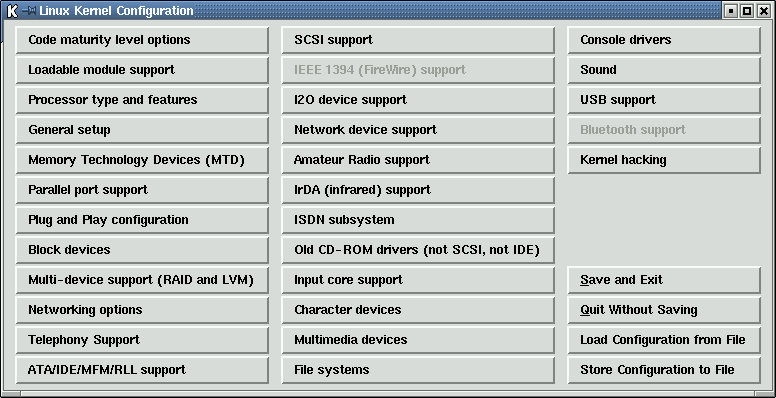 Linux Kernel Configuration
Code maturity level options
Loadable module support
Processor type and features
General setup
Memory Technology Devices (MTD)
Parallel port support
Plug and Play configuration
Block devices
Multi-device support (RAID and LVM)
Networking options
Telephony Support
ATA/IDE/MFM/RLL support
SCSI support
IEEE 1394 (FireWire) support
I2O device support
Network device support
Amateur Radio support
IrDA (infrared) support
ISDN subsystem
Old CD-ROM drivers (not SCSI, not IDE)
Input core support
Character devices
Multimedia devices
File systems
Console drivers
Sound
USB support
Bluetooth support
Kernel hacking
Save and Exit
Quit Without Saving
Load Configuration from File
Store Configuration to File